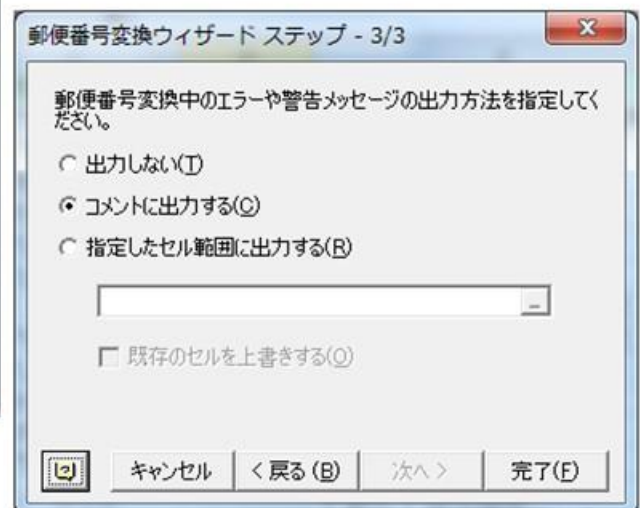 郵便番号変換ウィザード ステップ - 3/3
郵便番号変換中のエラーや警告メッセージの出力方法を指定してく
ださい。
出力しない(T)
コメントに出力する(C)
指定したセル範囲に出力する(R)
既存のセルを上書きする(O)
キャンセル
< 戻る (B)
次へ >
完了(F)